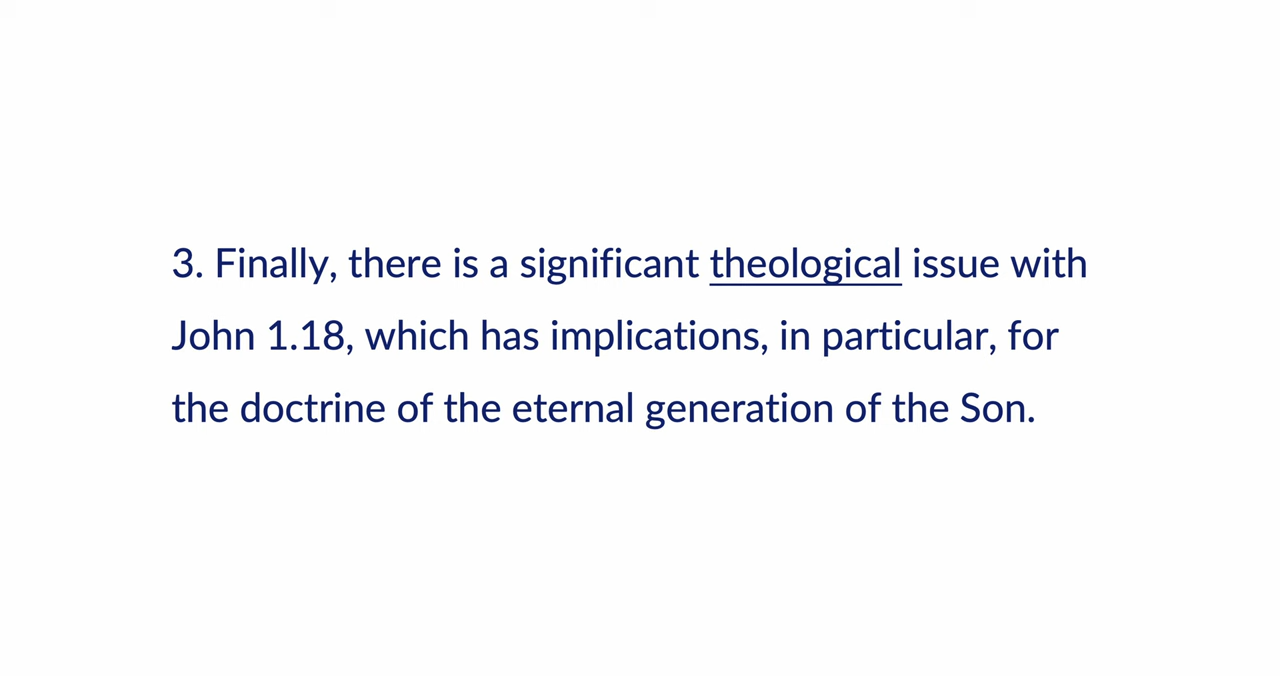 3. Finally, there is a significant theological issue with
John 1.18, which has implications, in particular, for
the doctrine of the eternal generation of the Son.